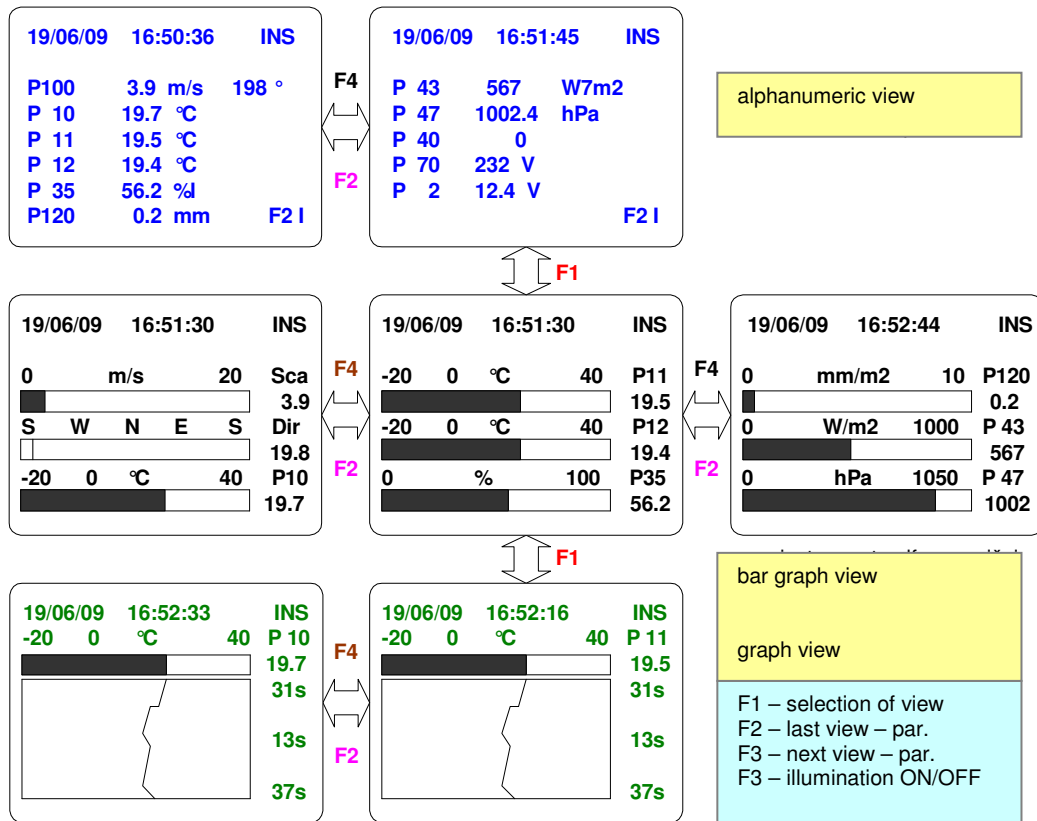 19/06/09 16:50:36 INS
P100 3.9 m/s 198 °
P 10 19.7 °C
P 11 19.5 °C
P 12 19.4 °C
P 35 56.2 %I
P120 0.2 mm F2 I
F4
F2
19/06/09 16:51:45 INS
P 43 567 W7m2
P 47 1002.4 hPa
P 40 0
P 70 232 V
P 2 12.4 V
F2 I
alphanumeric view
F1
19/06/09 16:51:30 INS
0 m/s 20 Sca
3.9
S W N E S Dir
19.8
-20 0 °C 40 P10
19.7
F4
F2
19/06/09 16:51:30 INS
-20 0 °C 40 P11
19.5
-20 0 °C 40 P12
19.4
0 % 100 P35
56.2
F4
F2
19/06/09 16:52:44 INS
0 mm/m2 10 P120
0.2
0 W/m2 1000 P 43
567
0 hPa 1050 P 47
1002
F1
19/06/09 16:52:33 INS
-20 0 °C 40 P 10
19.7
31s
13s
37s
F4
F2
19/06/09 16:52:16 INS
-20 0 °C 40 P 11
19.5
31s
13s
37s
bar graph view
graph view
F1 – selection of view
F2 – last view – par.
F3 – next view – par.
F3 – illumination ON/OFF